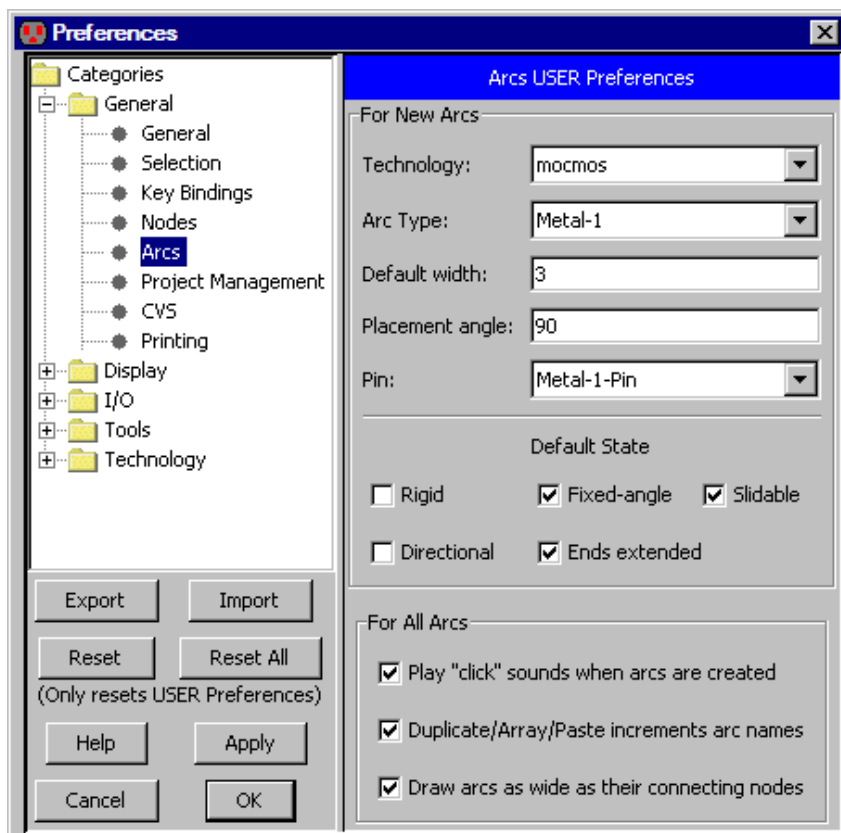 Preferences
Categories
General
General
Selection
Key Bindings
Nodes
Arcs
Project Management
CVS
Printing
Display
I/O
Tools
Technology
Export Import
Reset Reset All
(Only resets USER Preferences)
Help Apply
Cancel OK
Arcs USER Preferences
For New Arcs
Technology: mocmos
Arc Type: Metal-1
Default width: 3
Placement angle: 90
Pin: Metal-1-Pin
Default State
Rigid Fixed-angle Slidable
Directional Ends extended
For All Arcs
Play "click" sounds when arcs are created
Duplicate/Array/Paste increments arc names
Draw arcs as wide as their connecting nodes